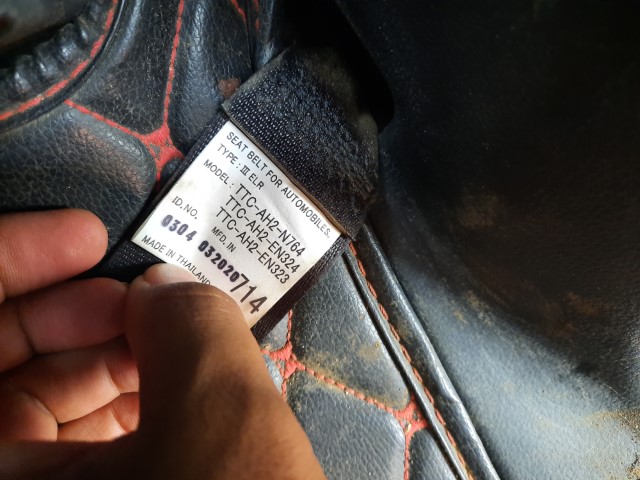 SEAT BELT FOR AUTOMOBILES.
TYPE : III.ELR
MODEL : TTC-AH2-N764
TTC-AH2-EN324
TTC-AH2-EN323
ID.NO. MFD. IN
0304 032020714
MADE IN THAILAND